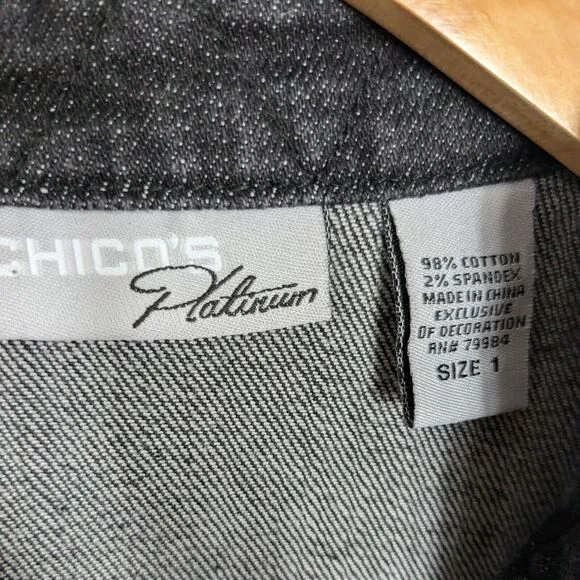 CHICO'S
Platinum
98% COTTON
2% SPANDEX
MADE IN CHINA
EXCLUSIVE
OF DECORATION
RN# 79984
SIZE 1